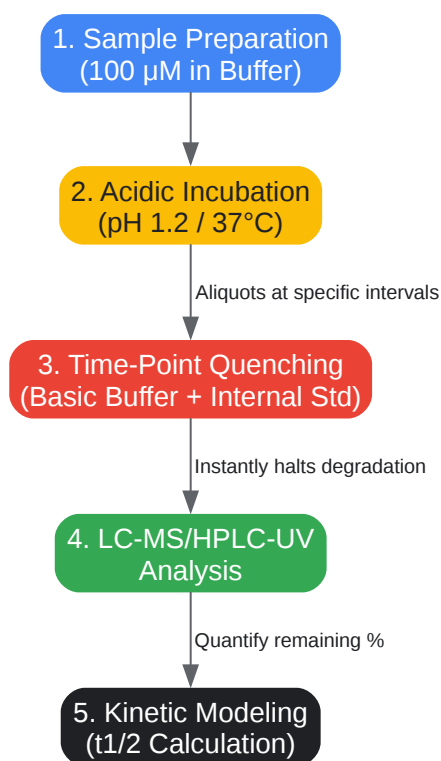 1. Sample Preparation
(100 μM in Buffer)
2. Acidic Incubation
(pH 1.2 / 37°C)
Aliquots at specific intervals
3. Time-Point Quenching
(Basic Buffer + Internal Std)
Instantly halts degradation
4. LC-MS/HPLC-UV
Analysis
Quantify remaining %
5. Kinetic Modeling
(t1/2 Calculation)